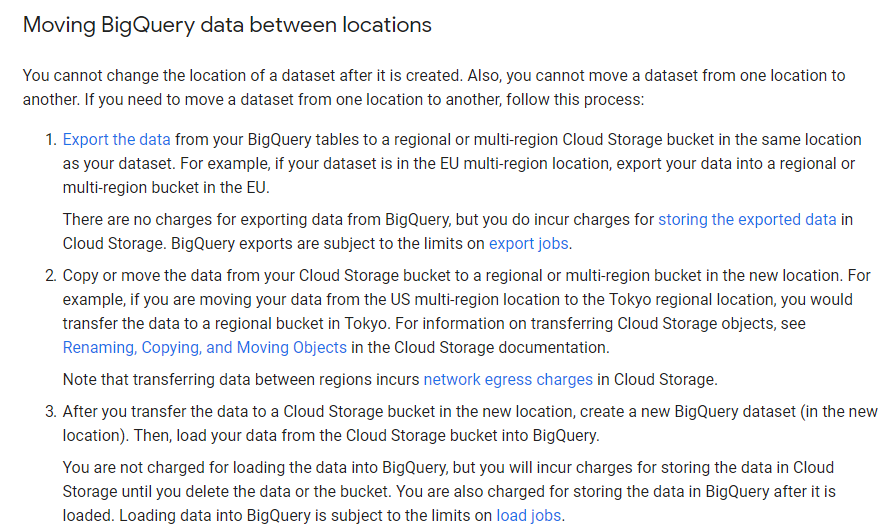 Moving BigQuery data between locations
You cannot change the location of a dataset after it is created. Also, you cannot move a dataset from one location to
another. If you need to move a dataset from one location to another, follow this process:
1. Export the data from your BigQuery tables to a regional or multi-region Cloud Storage bucket in the same location
as your dataset. For example, if your dataset is in the EU multi-region location, export your data into a regional or
multi-region bucket in the EU.
There are no charges for exporting data from BigQuery, but you do incur charges for storing the exported data in
Cloud Storage. BigQuery exports are subject to the limits on export jobs.
2. Copy or move the data from your Cloud Storage bucket to a regional or multi-region bucket in the new location. For
example, if you are moving your data from the US multi-region location to the Tokyo regional location, you would
transfer the data to a regional bucket in Tokyo. For information on transferring Cloud Storage objects, see
Renaming, Copying, and Moving Objects in the Cloud Storage documentation.
Note that transferring data between regions incurs network egress charges in Cloud Storage.
3. After you transfer the data to a Cloud Storage bucket in the new location, create a new BigQuery dataset (in the new
location). Then, load your data from the Cloud Storage bucket into BigQuery.
You are not charged for loading the data into BigQuery, but you will incur charges for storing the data in Cloud
Storage until you delete the data or the bucket. You are also charged for storing the data in BigQuery after it is
loaded. Loading data into BigQuery is subject to the limits on load jobs.